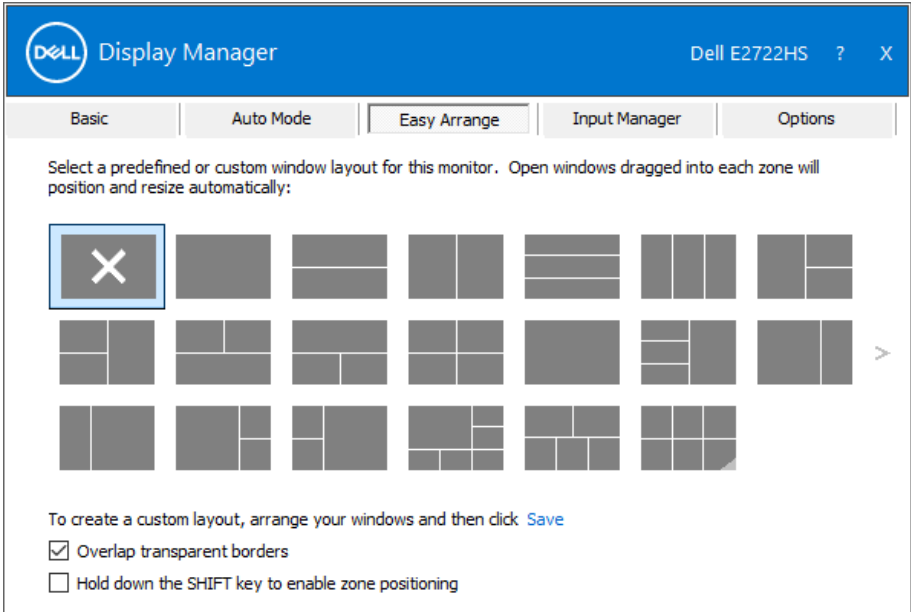 DELL Display Manager Dell E2722HS ? X
Basic Auto Mode Easy Arrange Input Manager Options
Select a predefined or custom window layout for this monitor.  Open windows dragged into each zone will
position and resize automatically:
>
To create a custom layout, arrange your windows and then click Save
Overlap transparent borders
Hold down the SHIFT key to enable zone positioning